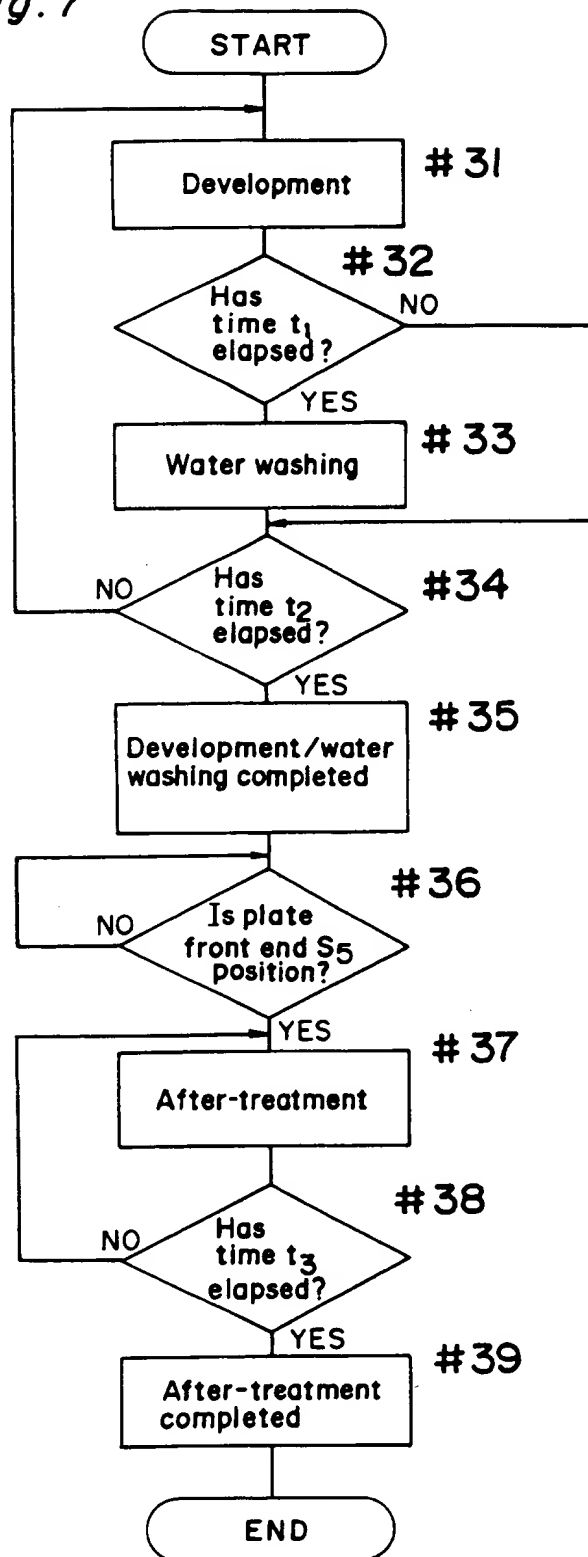 Fig. 7
START
Development
#31
#32
Has
time t1
elapsed?
NO
YES
Water washing
#33
Has
time t2
elapsed?
NO
#34
YES
Development/water
washing completed
#35
#36
Is plate
front end S5
position?
NO
YES
After-treatment
#37
#38
Has
time t3
elapsed?
NO
YES
After-treatment
completed
#39
END